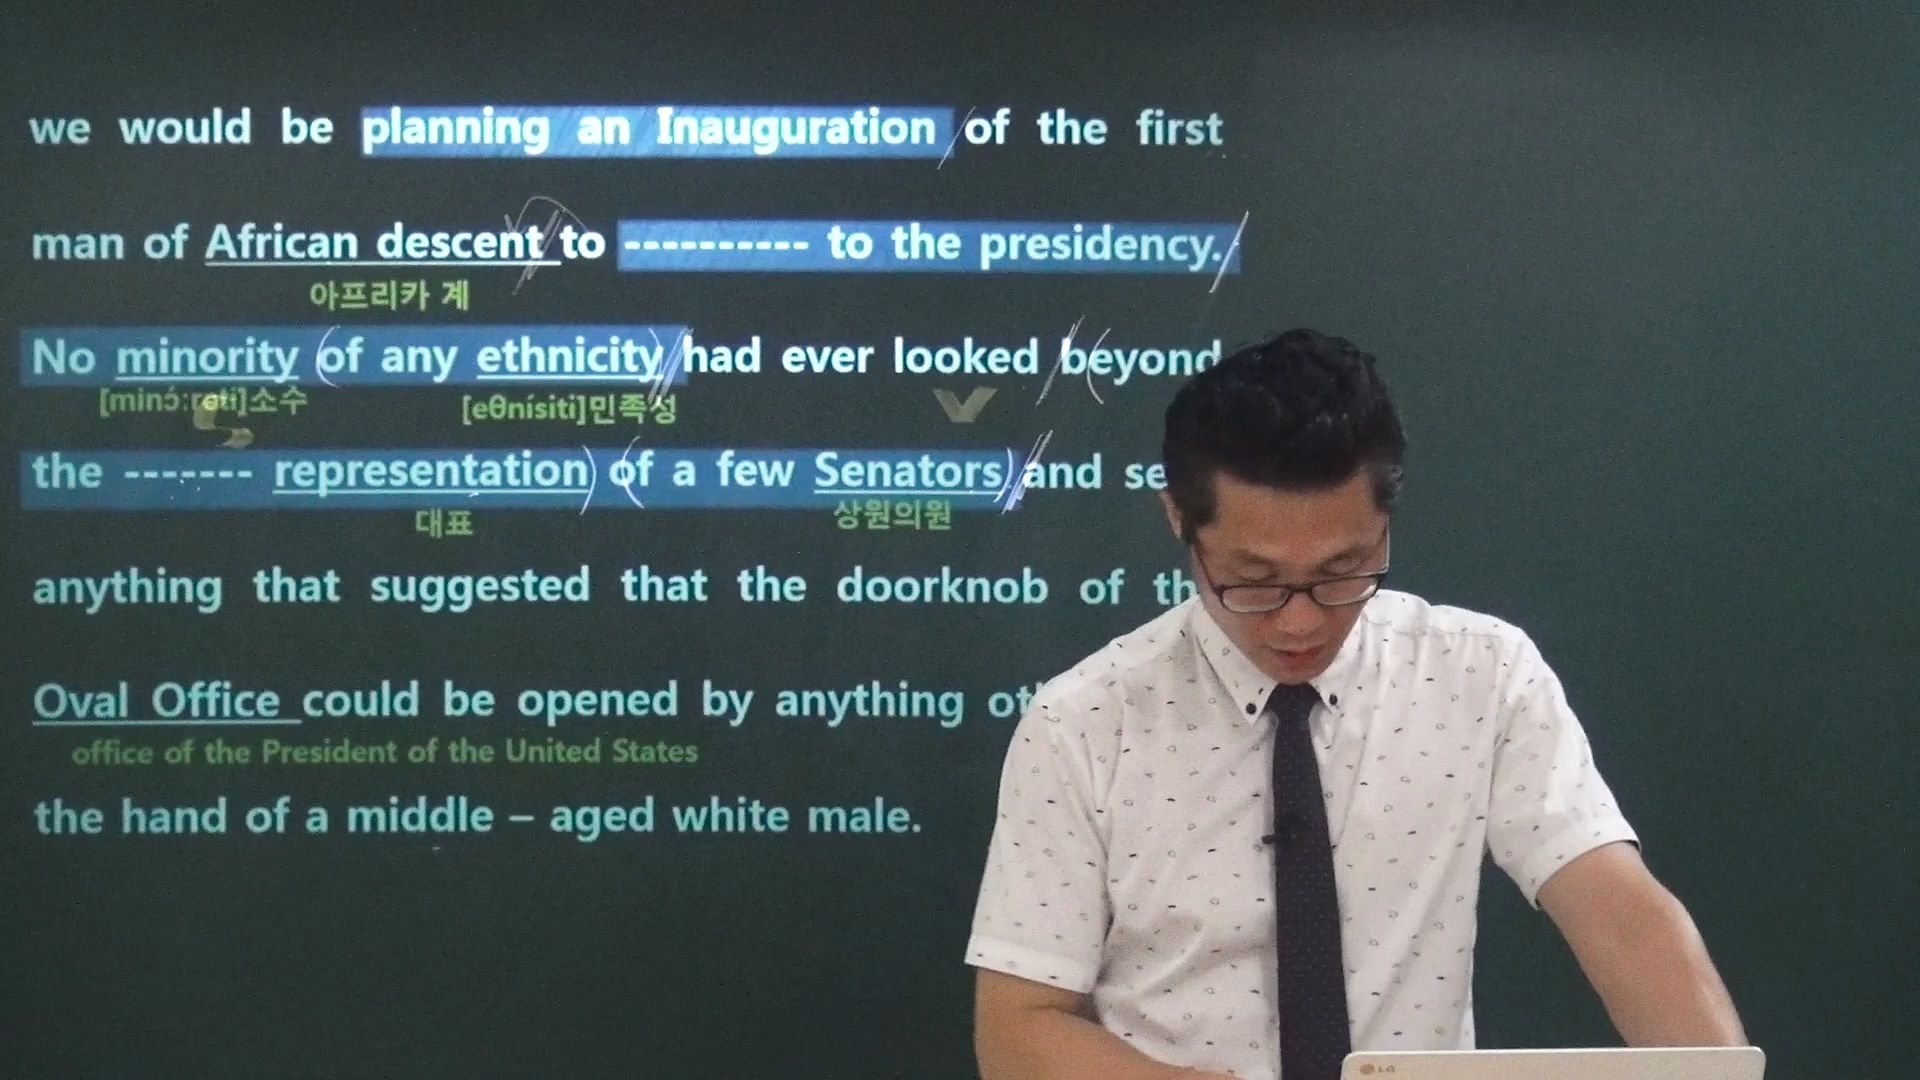 we would be planning an Inauguration of the first
man of African descent to ---------- to the presidency.
아프리카 계
No minority of any ethnicity had ever looked beyond
[minɔ́:rəti]소수 [eθnísiti]민족성
the ------- representation of a few Senators and
대표 상원의원
anything that suggested that the doorknob of
Oval Office could be opened by anything
office of the President of the United States
the hand of a middle – aged white male.
LG